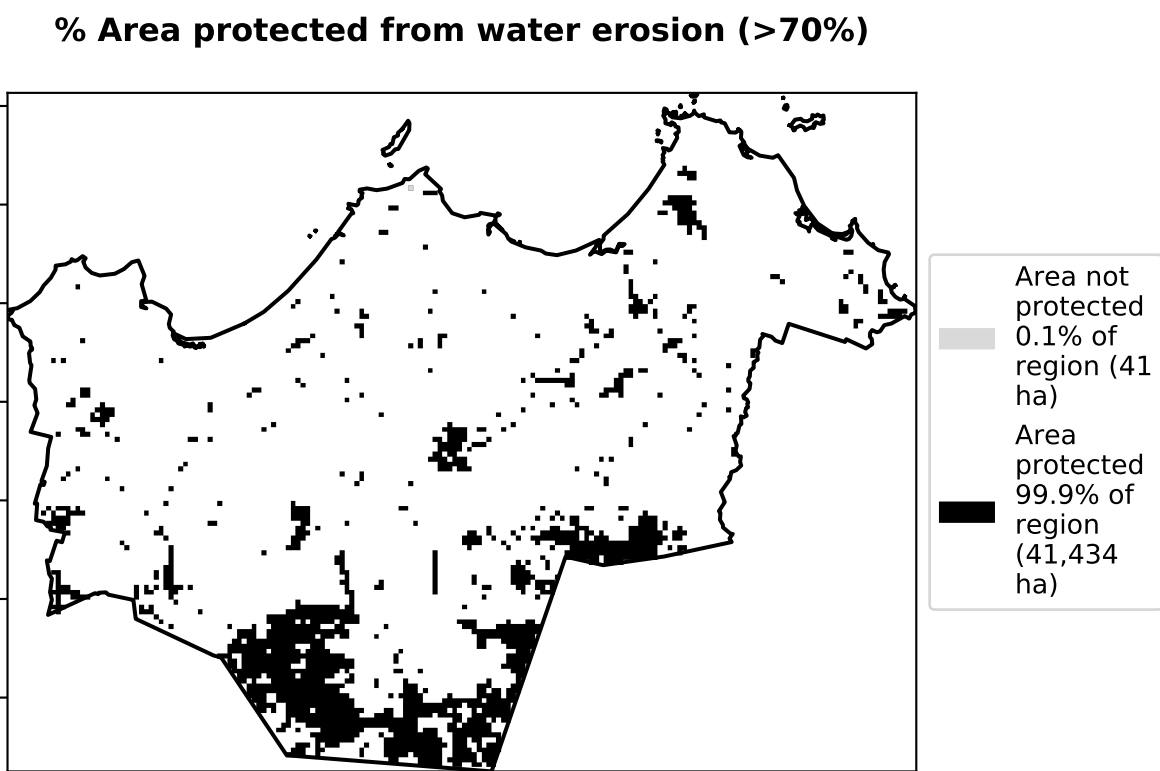 % Area protected from water erosion (>70%)
Area not
protected
0.1% of
region (41
ha)
Area
protected
99.9% of
region
(41,434
ha)